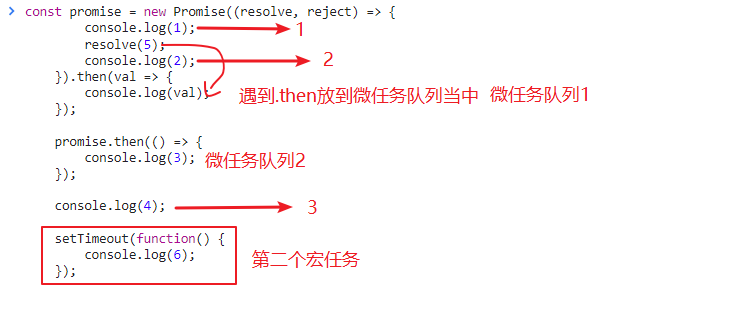 const promise = new Promise((resolve, reject) => {
console.log(1); 1
resolve(5);
console.log(2); 2
}).then(val => {
console.log(val); 遇到.then放到微任务队列当中 微任务队列1
});
promise.then(() => {
console.log(3); 微任务队列2
});
console.log(4); 3
setTimeout(function() {
console.log(6); 第二个宏任务
});